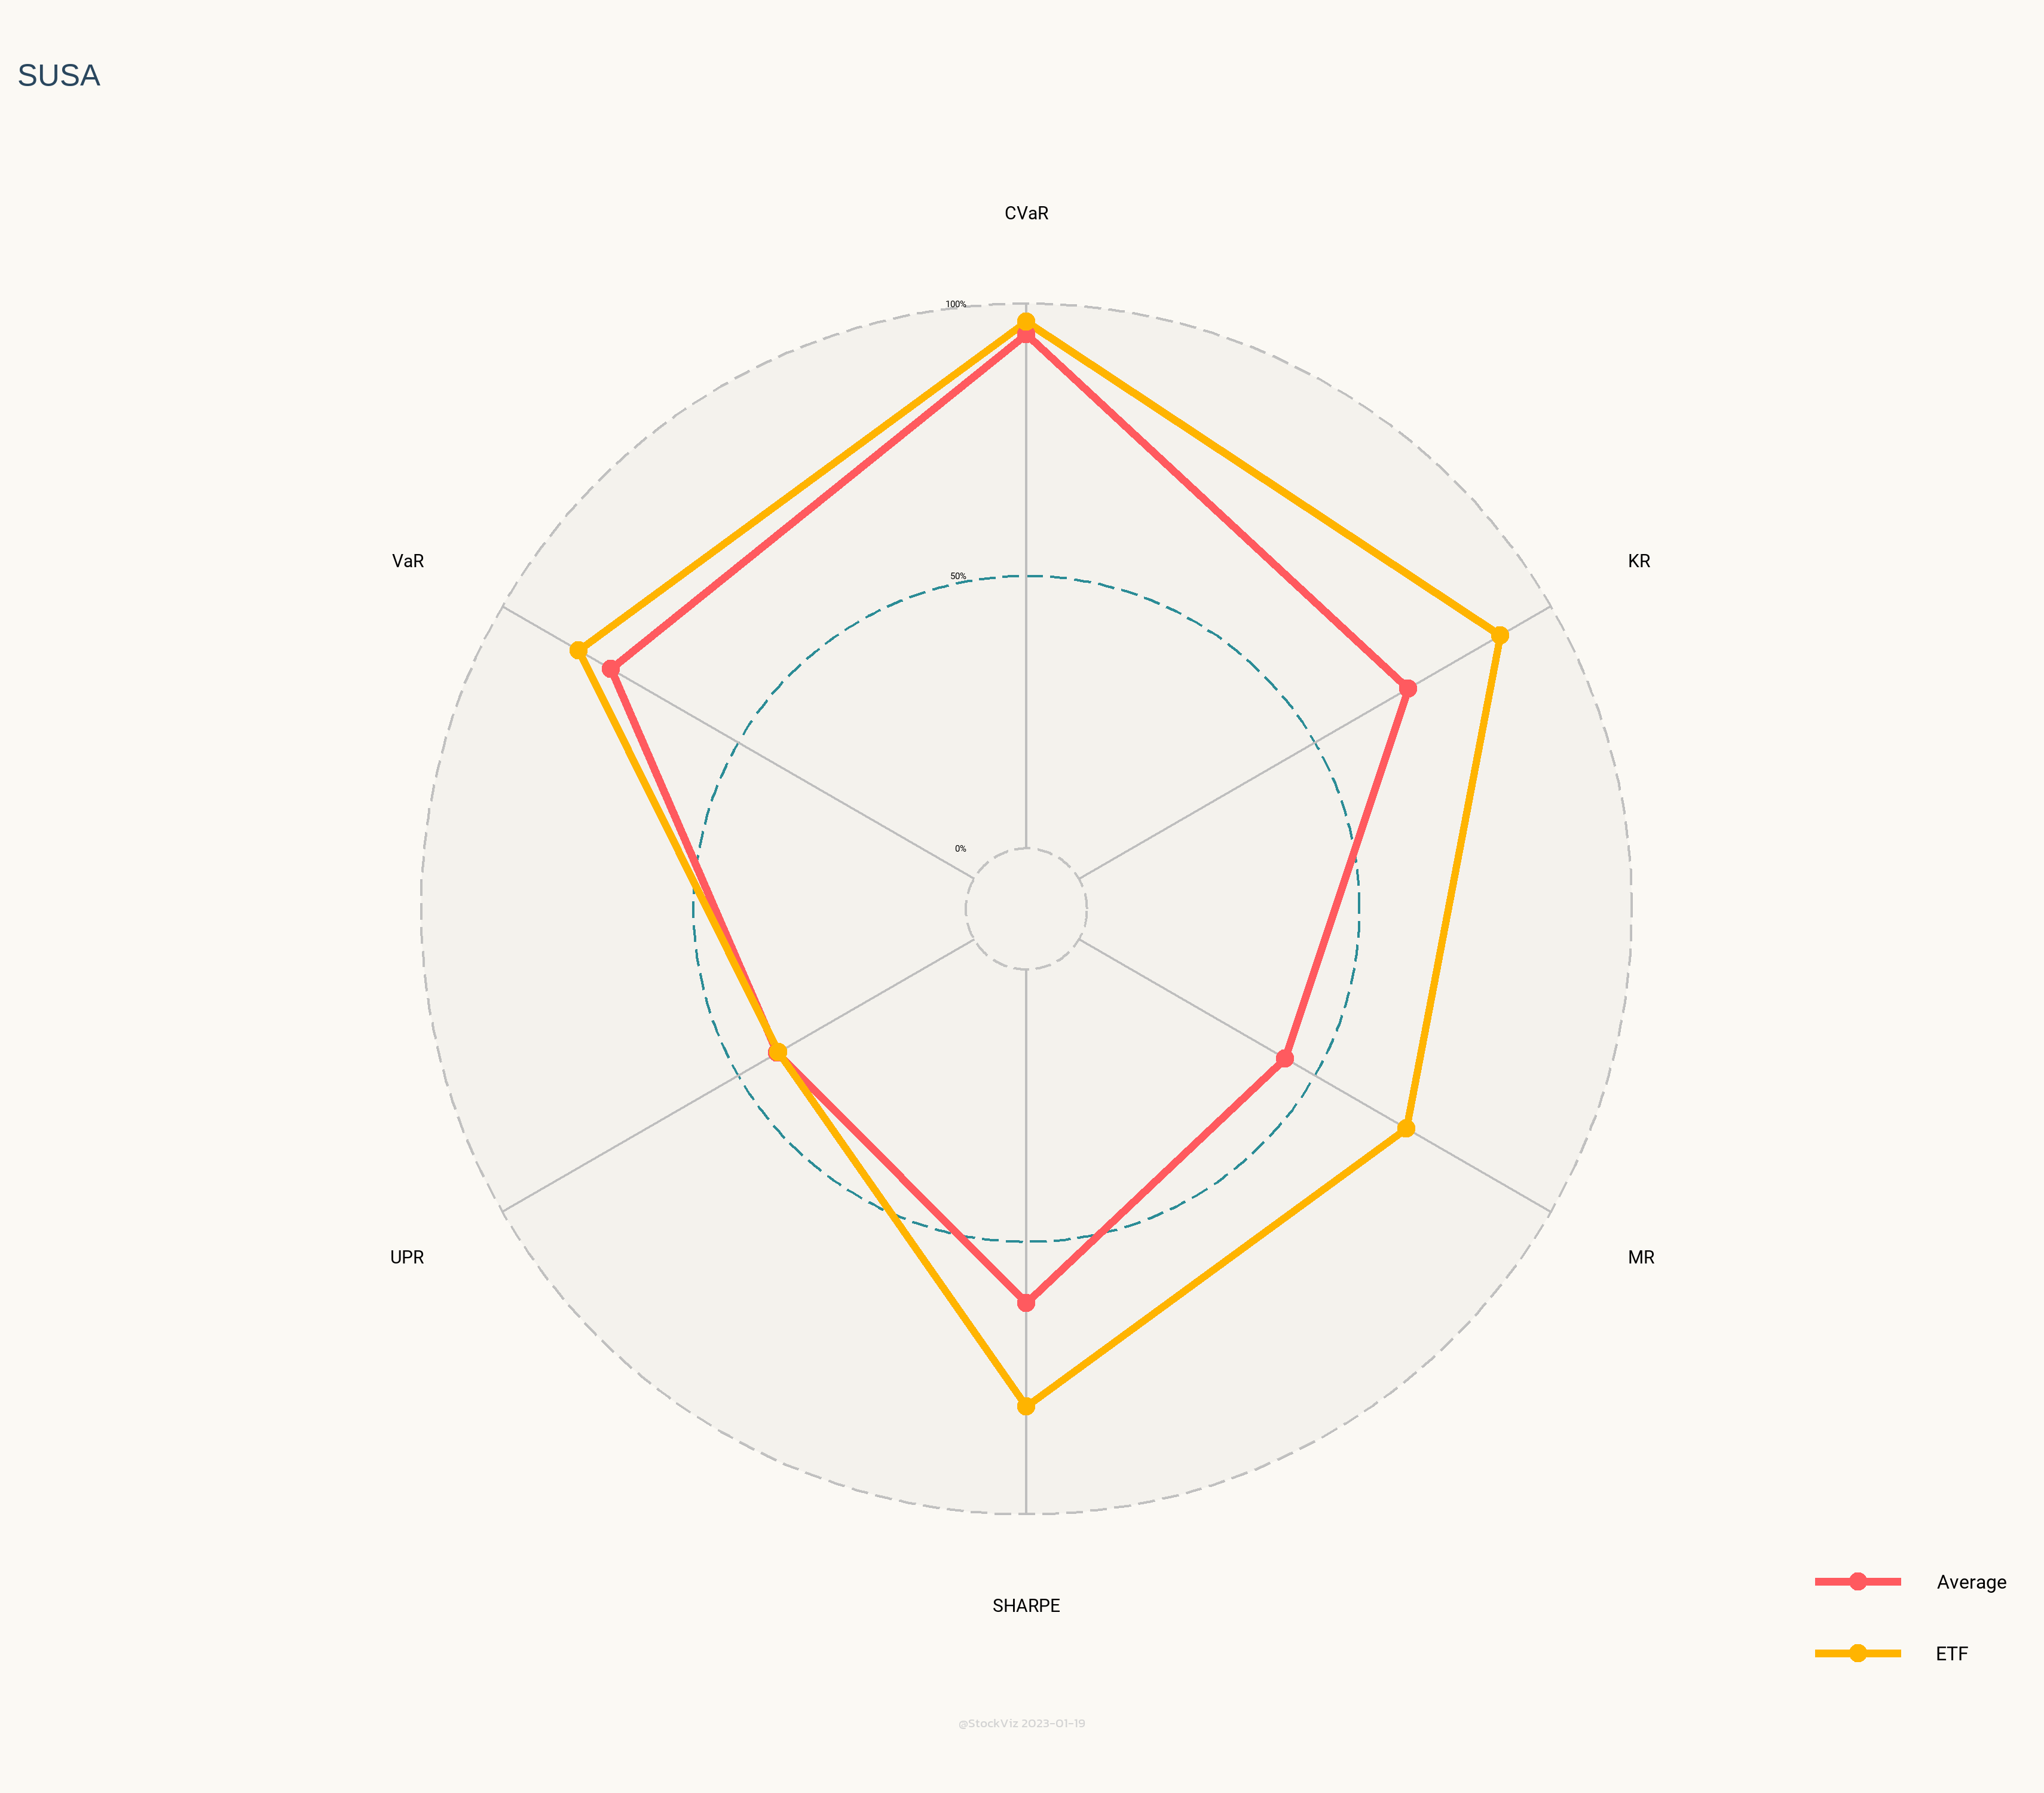 SUSA
CVaR
100%
VaR
KR
50%
0%
UPR
MR
SHARPE
Average
ETF
@StockViz 2023-01-19